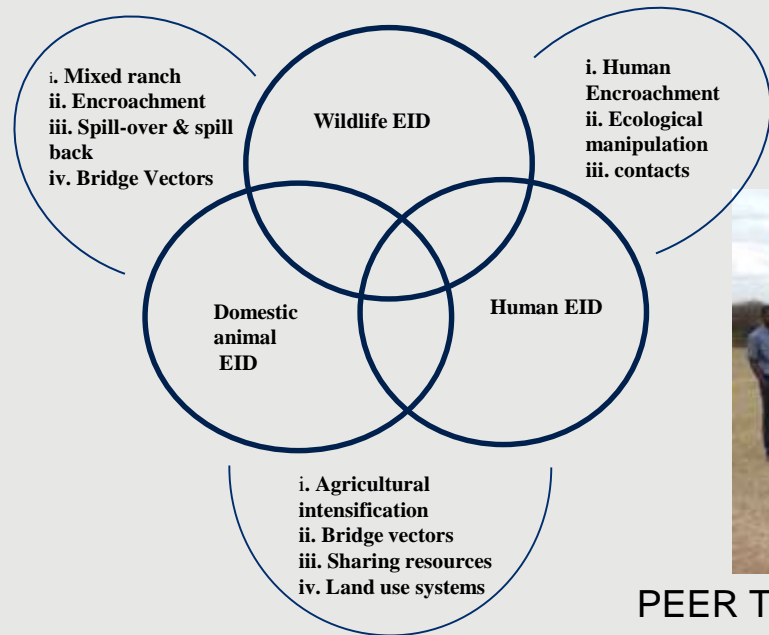 i. Mixed ranch
ii. Encroachment
iii. Spill-over & spill
back
iv. Bridge Vectors
Wildlife EID
i. Human
Encroachment
ii. Ecological
manipulation
iii. contacts
Domestic
animal
EID
Human EID
i. Agricultural
intensification
ii. Bridge vectors
iii. Sharing resources
iv. Land use systems
PEER T